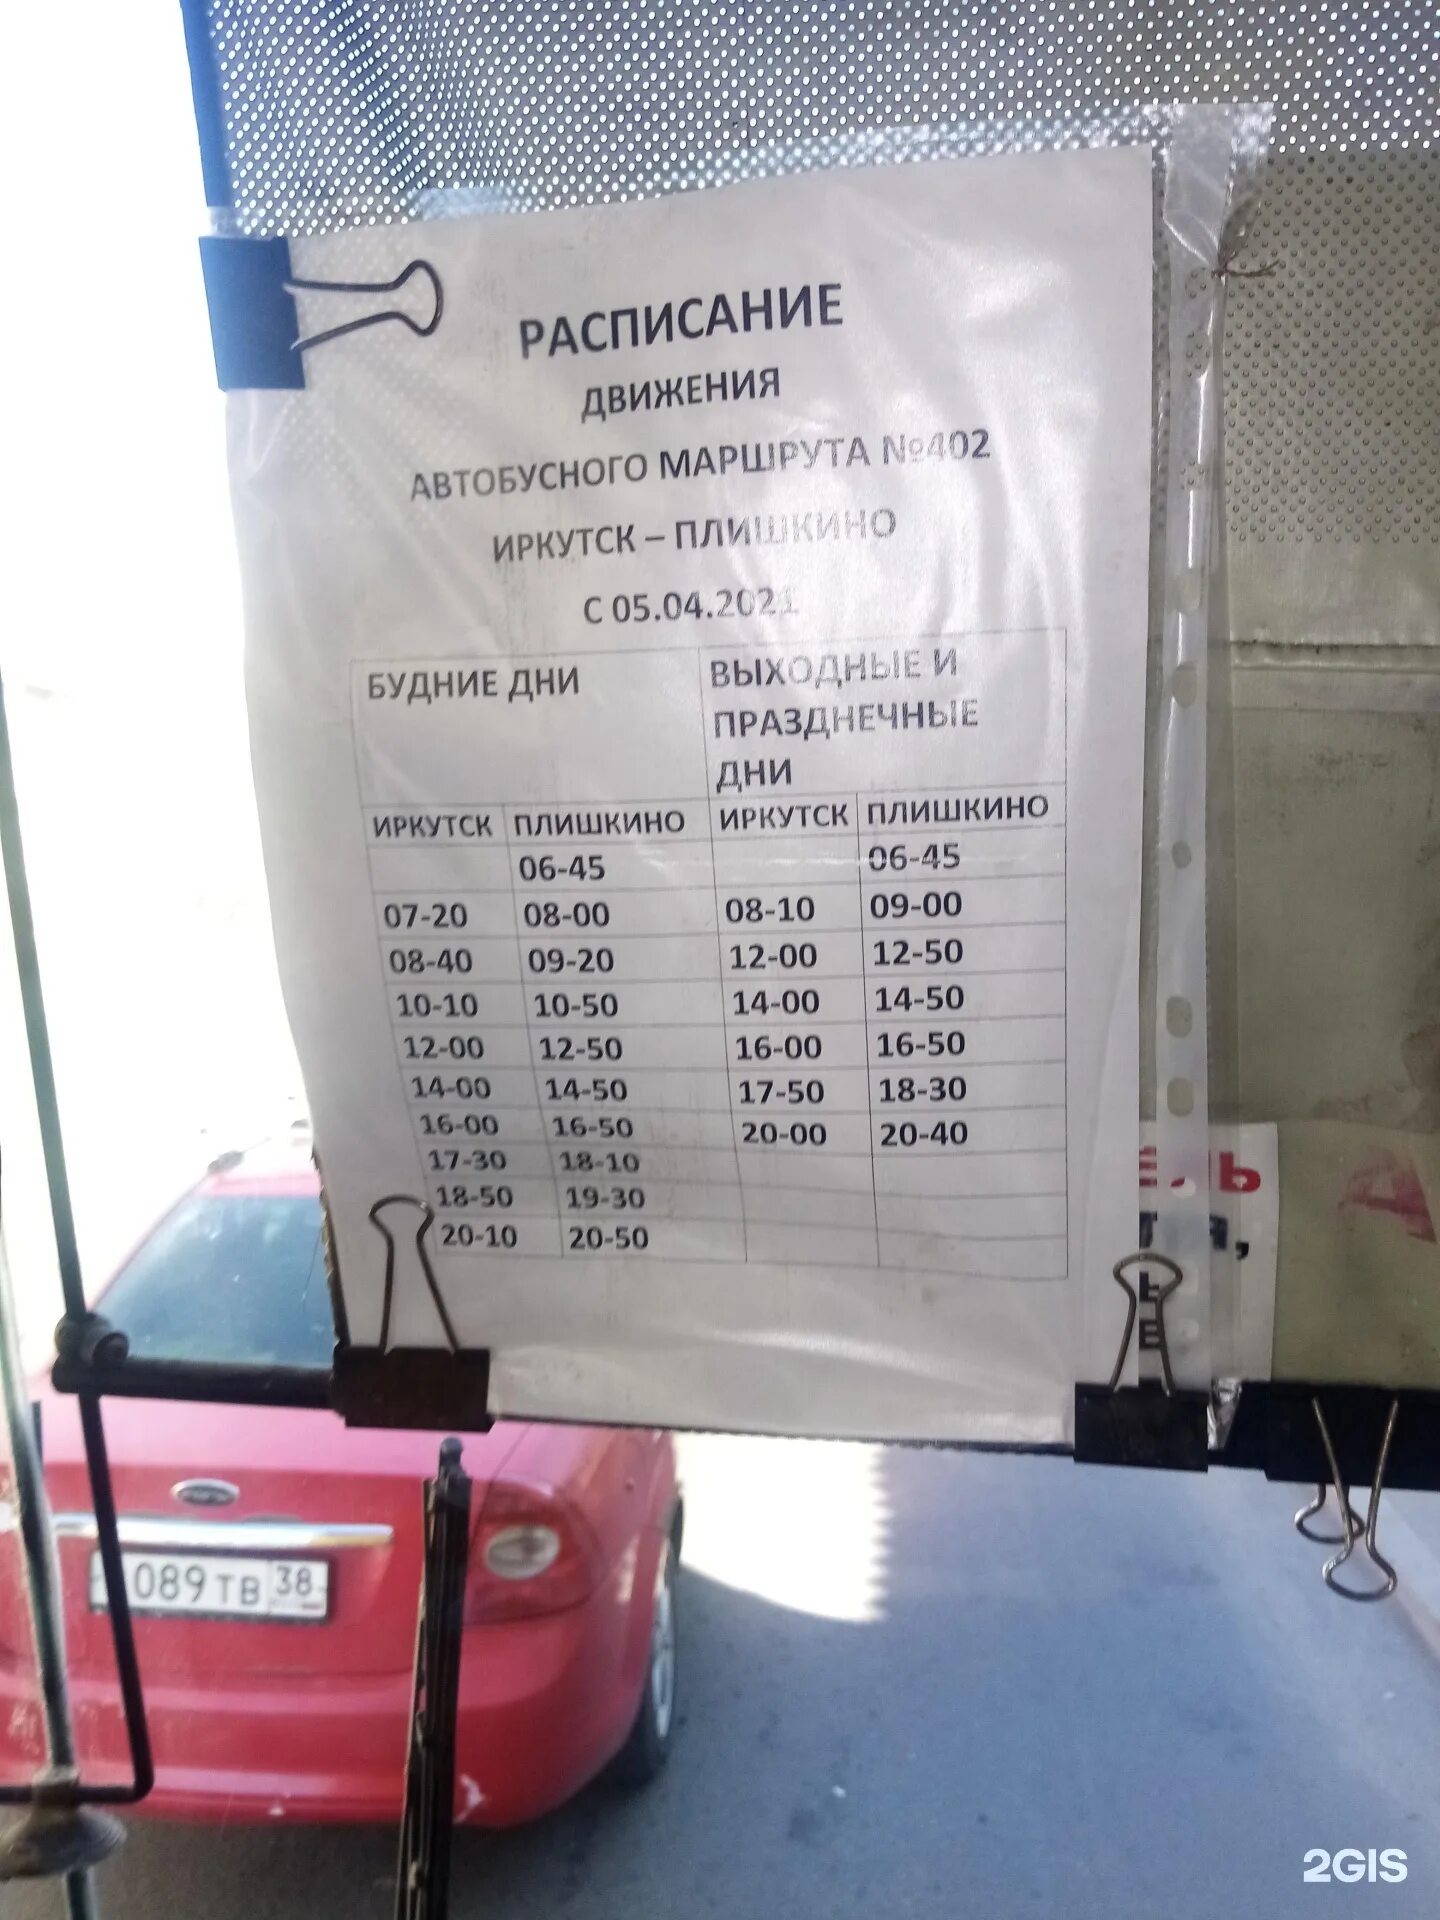 РАСПИСАНИЕ
ДВИЖЕНИЯ
АВТОБУСНОГО МАРШРУТА №402
ИРКУТСК – ПЛИШКИНО
С 05.04.2021
БУДНИЕ ДНИ
ВЫХОДНЫЕ И
ПРАЗДНЕЧНЫЕ
ДНИ
ИРКУТСК ПЛИШКИНО ИРКУТСК ПЛИШКИНО
06-45 06-45
07-20 08-00 08-10 09-00
08-40 09-20 12-00 12-50
10-10 10-50 14-00 14-50
12-00 12-50 16-00 16-50
14-00 14-50 17-50 18-30
16-00 16-50 20-00 20-40
17-30 18-10
18-50 19-30
20-10 20-50
089 ТВ 38
2GIS